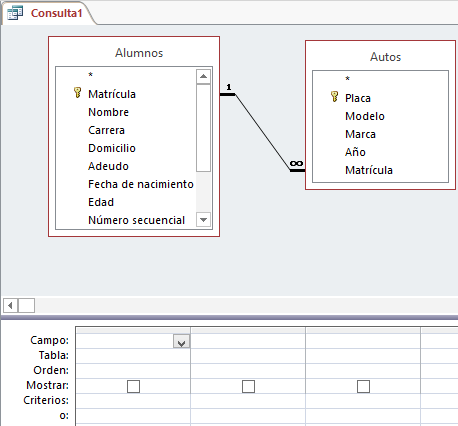 Consulta1
Alumnos
*
Matrícula
Nombre
Carrera
Domicilio
Adeudo
Fecha de nacimiento
Edad
Número secuencial
1
∞
Autos
*
Placa
Modelo
Marca
Año
Matrícula
Campo:
Tabla:
Orden:
Mostrar:
Criterios:
o: